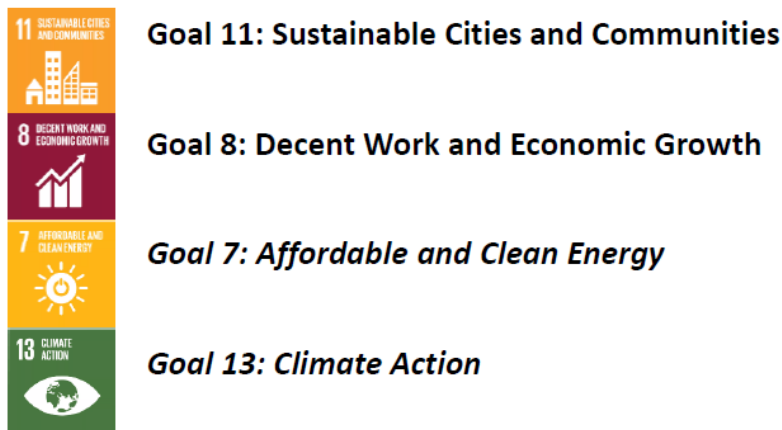 11 SUSTAINABLE CITIES
AND COMMUNITIES
Goal 11: Sustainable Cities and Communities
8 DECENT WORK AND
ECONOMIC GROWTH
Goal 8: Decent Work and Economic Growth
7 AFFORDABLE AND
CLEAN ENERGY
Goal 7: Affordable and Clean Energy
13 CLIMATE
ACTION
Goal 13: Climate Action